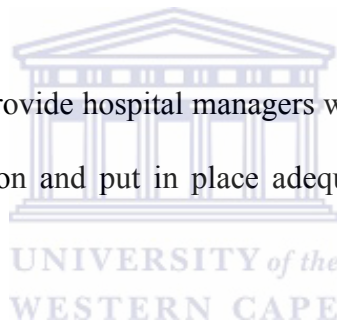 rovide hospital managers w
on and put in place adequ
UNIVERSITY of the
WESTERN CAPE